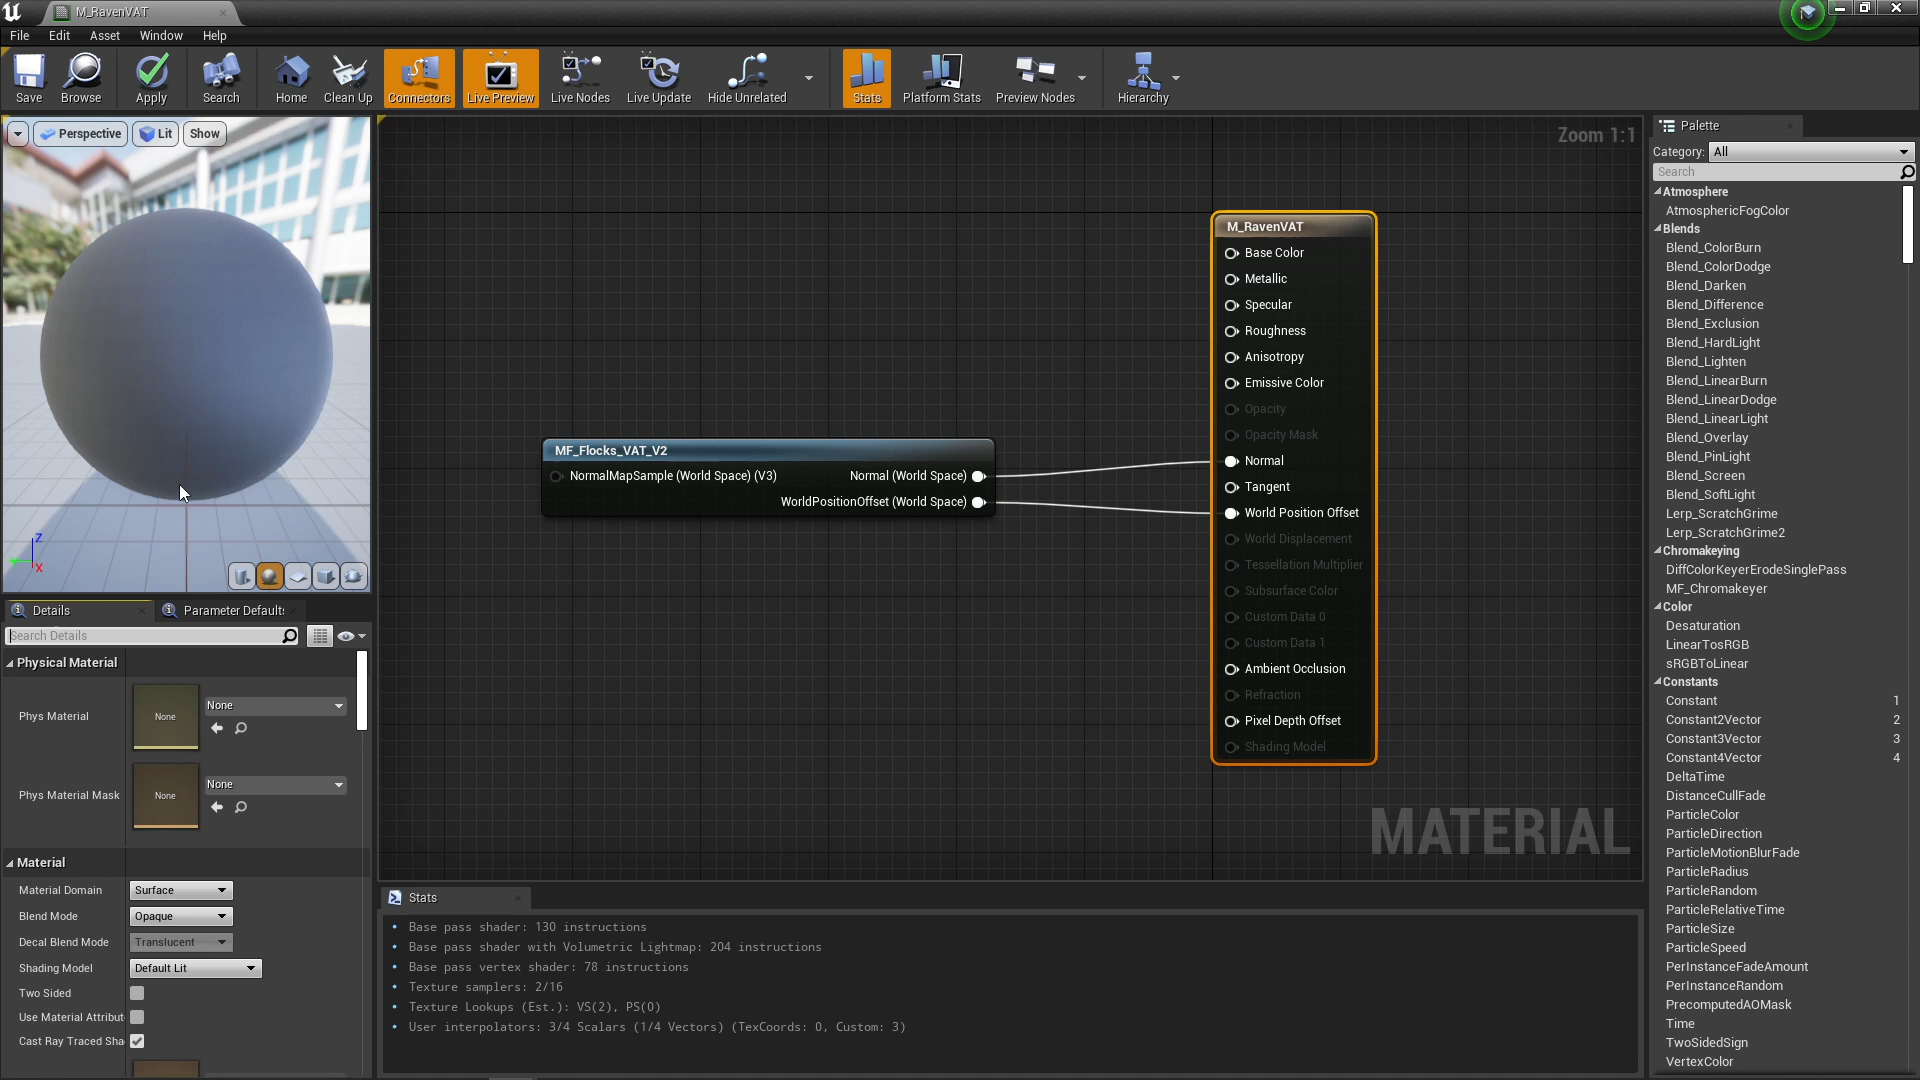 M_RavenVAT
File Edit Asset Window Help
Save Browse Apply Search Home Clean Up Connectors Live Preview Live Nodes Live Update Hide Unrelated Stats Platform Stats Preview Nodes Hierarchy
Perspective Lit Show
Z
X
Zoom 1:1
MF_Flocks_VAT_V2
NormalMapSample (World Space) (V3) Normal (World Space)
WorldPositionOffset (World Space)
M_RavenVAT
Base Color
Metallic
Specular
Roughness
Anisotropy
Emissive Color
Opacity
Opacity Mask
Normal
Tangent
World Position Offset
World Displacement
Tessellation Multiplier
Subsurface Color
Custom Data 0
Custom Data 1
Ambient Occlusion
Refraction
Pixel Depth Offset
Shading Model
MATERIAL
Details Parameter Default
Search Details
Physical Material
Phys Material None None
Phys Material Mask None None
Material
Material Domain Surface
Blend Mode Opaque
Decal Blend Mode Translucent
Shading Model Default Lit
Two Sided
Use Material Attribut
Cast Ray Traced Sha
Stats
• Base pass shader: 130 instructions
• Base pass shader with Volumetric Lightmap: 204 instructions
• Base pass vertex shader: 78 instructions
• Texture samplers: 2/16
• Texture Lookups (Est.): VS(2), PS(0)
• User interpolators: 3/4 Scalars (1/4 Vectors) (TexCoords: 0, Custom: 3)
Palette
Category: All
Search
Atmosphere
AtmosphericFogColor
Blends
Blend_ColorBurn
Blend_ColorDodge
Blend_Darken
Blend_Difference
Blend_Exclusion
Blend_HardLight
Blend_Lighten
Blend_LinearBurn
Blend_LinearDodge
Blend_LinearLight
Blend_Overlay
Blend_PinLight
Blend_Screen
Blend_SoftLight
Lerp_ScratchGrime
Lerp_ScratchGrime2
Chromakeying
DiffColorKeyerErodeSinglePass
MF_Chromakeyer
Color
Desaturation
LinearTosRGB
sRGBToLinear
Constants
Constant 1
Constant2Vector 2
Constant3Vector 3
Constant4Vector 4
DeltaTime
DistanceCullFade
ParticleColor
ParticleDirection
ParticleMotionBlurFade
ParticleRadius
ParticleRandom
ParticleRelativeTime
ParticleSize
ParticleSpeed
PerInstanceFadeAmount
PerInstanceRandom
PrecomputedAOMask
Time
TwoSidedSign
VertexColor